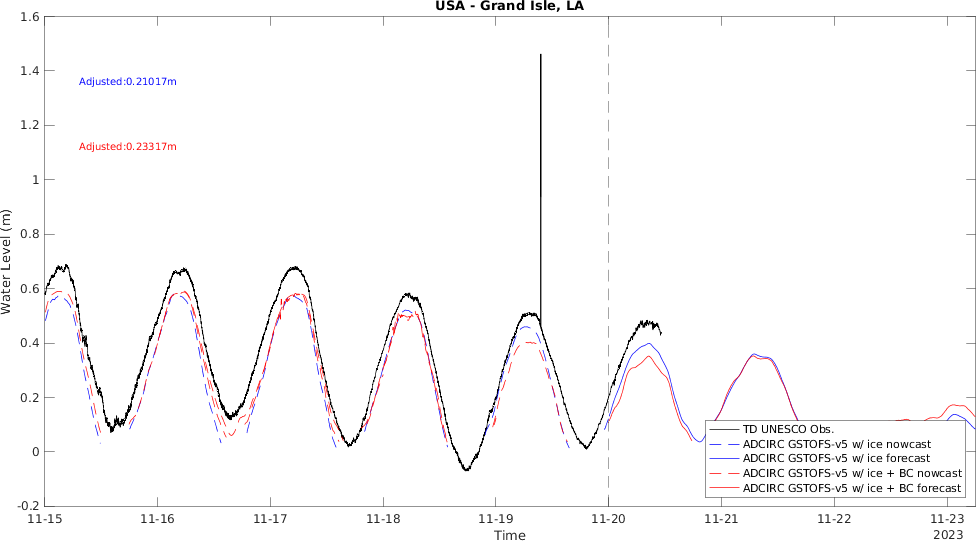 USA - Grand Isle, LA
1.6
1.4
1.2
1
0.8
0.6
0.4
0.2
0
-0.2
Water Level (m)
Adjusted:0.21017m
Adjusted:0.23317m
TD UNESCO Obs.
ADCIRC GSTOFS-v5 w/ ice nowcast
ADCIRC GSTOFS-v5 w/ ice forecast
ADCIRC GSTOFS-v5 w/ ice + BC nowcast
ADCIRC GSTOFS-v5 w/ ice + BC forecast
11-15 11-16 11-17 11-18 11-19 11-20 11-21 11-22 11-23
Time
2023